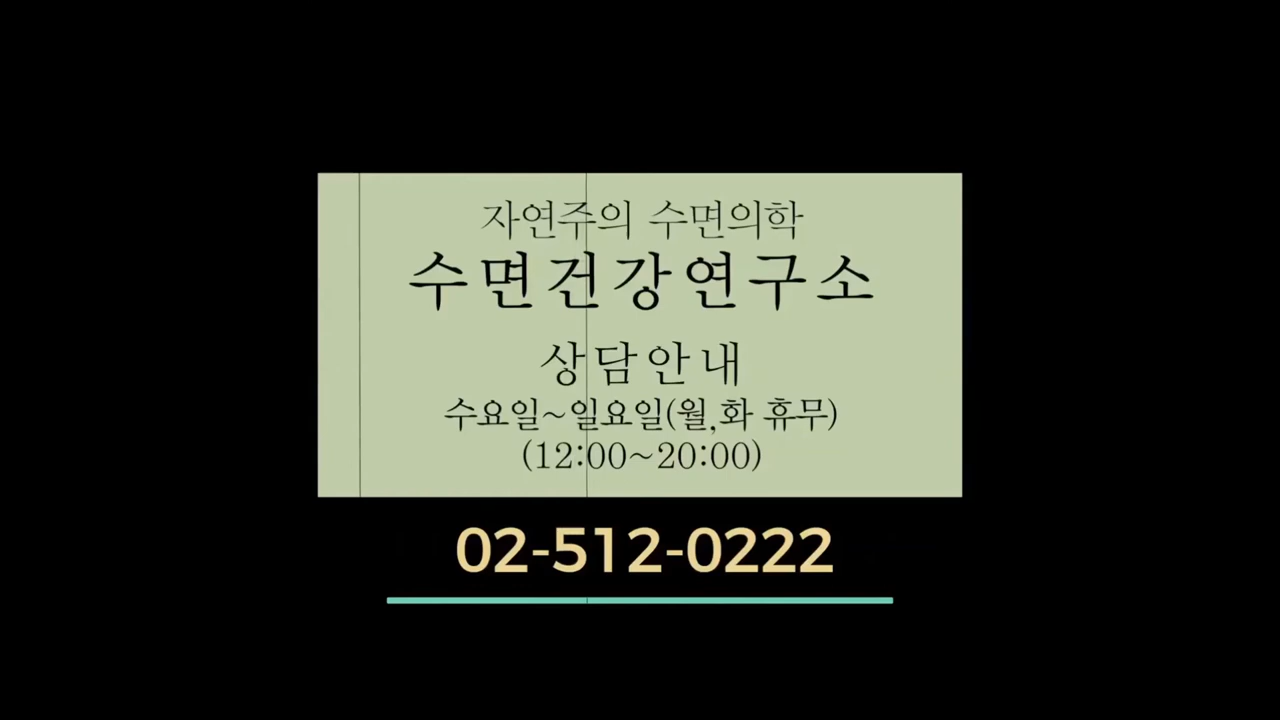 자연주의 수면의학
수면건강연구소
상담안내
수요일~일요일(월,화 휴무)
(12:00~20:00)
02-512-0222